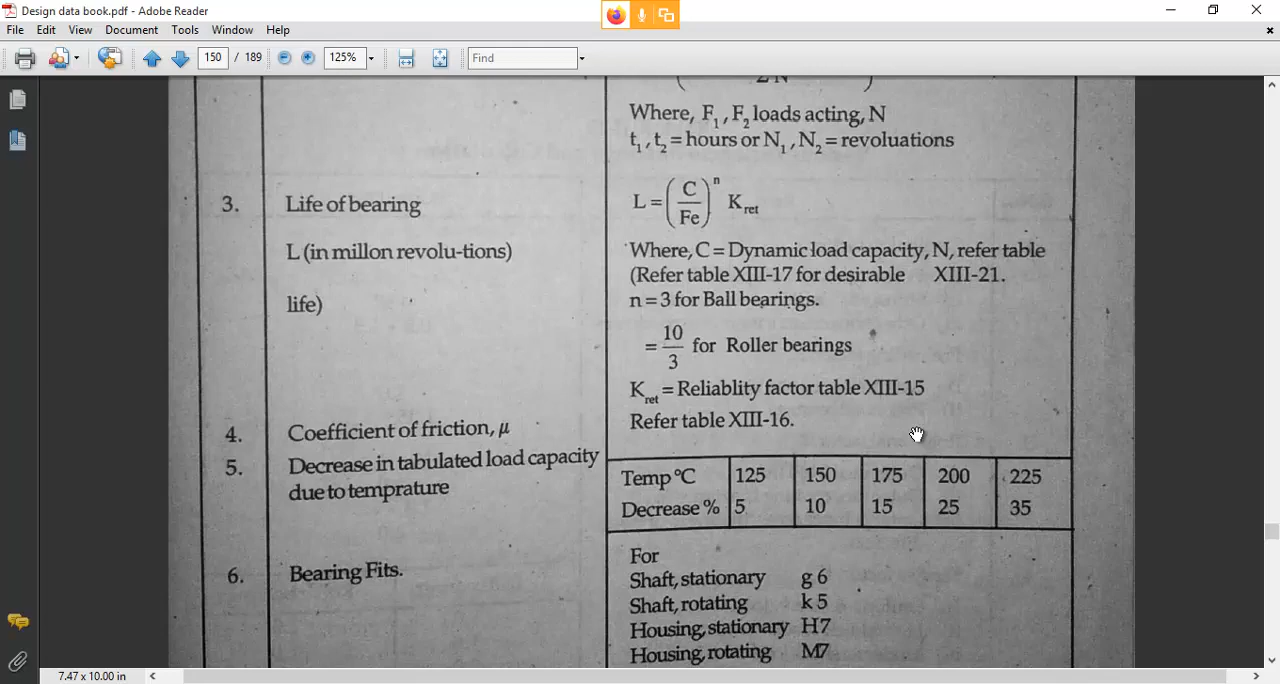 Design data book.pdf - Adobe Reader
File Edit View Document Tools Window Help
150 / 189 125% Find
2 N
Where, F1, F2 loads acting, N
t1, t2 = hours or N1, N2 = revoluations
3. Life of bearing L = (C/Fe)^n Kret
L (in millon revolu-tions) Where, C = Dynamic load capacity, N, refer table
(Refer table XIII-17 for desirable XIII-21.
life) n = 3 for Ball bearings.
= 10/3 for Roller bearings
Kret = Reliablity factor table XIII-15
4. Coefficient of friction, μ Refer table XIII-16.
5. Decrease in tabulated load capacity
due to temprature
Temp °C 125 150 175 200 225
Decrease % 5 10 15 25 35
6. Bearing Fits. For
Shaft, stationary g 6
Shaft, rotating k 5
Housing, stationary H7
Housing, rotating M7
7.47 x 10.00 in